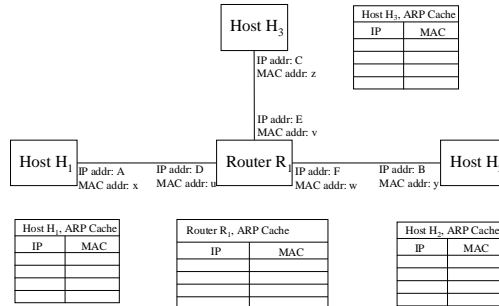 Host H3
IP addr: C
MAC addr: z
Host H3, ARP Cache
IP MAC
IP addr: E
MAC addr: v
Host H1
IP addr: A
MAC addr: x
IP addr: D
MAC addr: u
Router R1
IP addr: F
MAC addr: w
IP addr: B
MAC addr: y
Host H
Host H1, ARP Cache
IP MAC
Router R1, ARP Cache
IP MAC
Host H2, ARP Cache
IP MAC